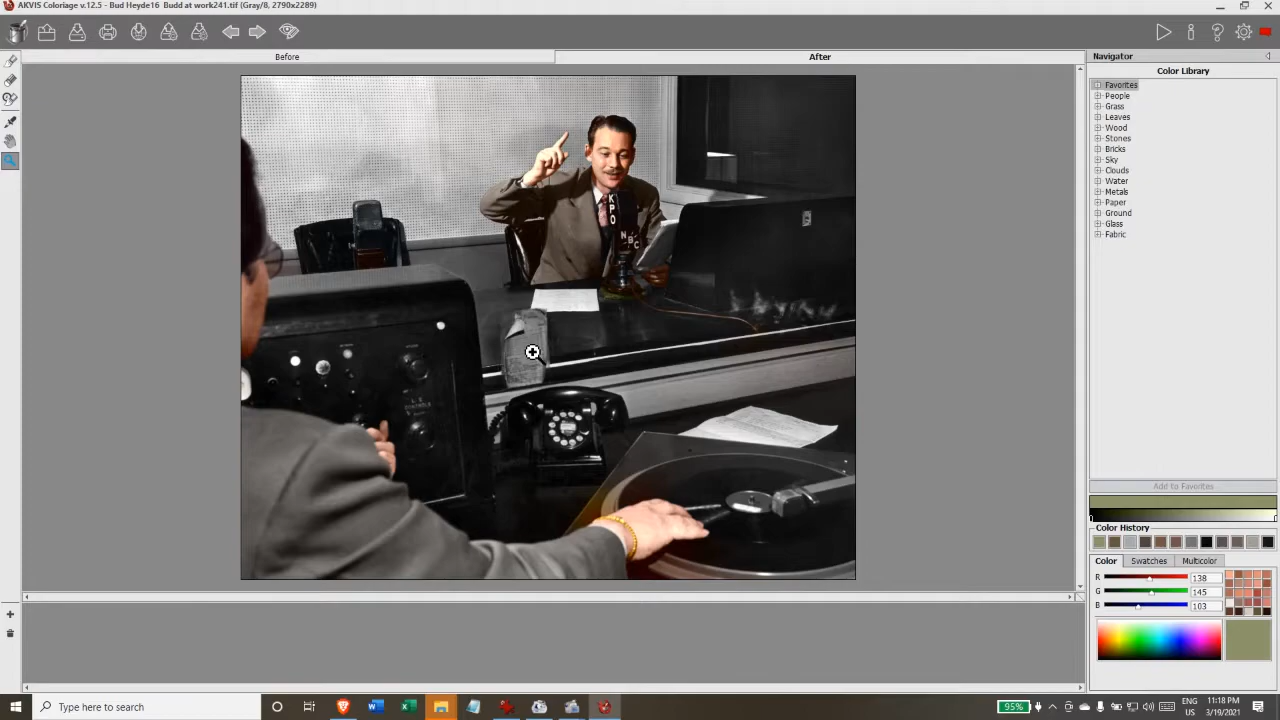 AKVIS Coloriage v.12.5 - Bud Heyde16  Budd at work241.tif (Gray/8, 2790x2289)
Before
After
Navigator
Color Library
Favorites
People
Grass
Leaves
Wood
Stones
Bricks
Sky
Clouds
Water
Metals
Paper
Ground
Glass
Fabric
KPO
NBC
Add to Favorites
Color History
Color
Swatches
Multicolor
R
138
G
145
B
103
Type here to search
95%
ENG
US
11:18 PM
3/19/2021